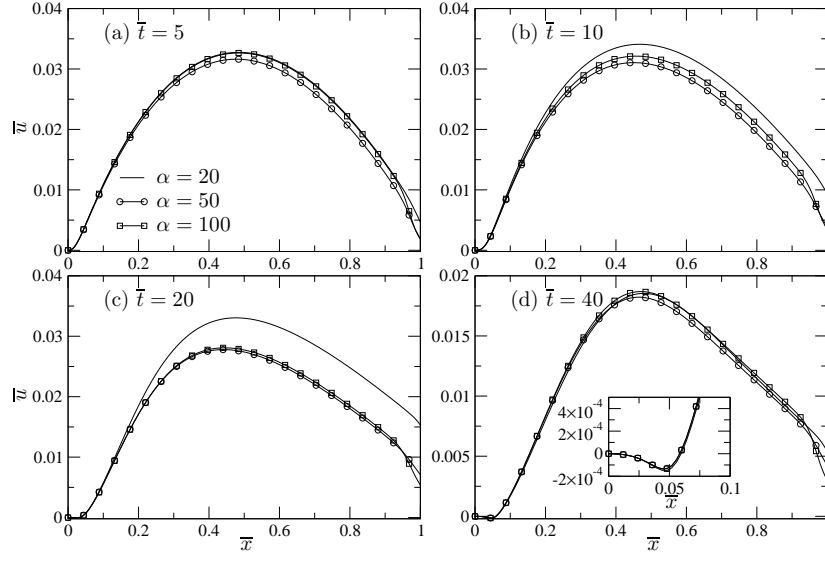 (a) t̅ = 5
0.04
0.03
0.02
0.01
0
u̅
α = 20
α = 50
α = 100
0 0.2 0.4 0.6 0.8 1
(b) t̅ = 10
0.04
0.03
0.02
0.01
0
0 0.2 0.4 0.6 0.8
(c) t̅ = 20
0.04
0.03
0.02
0.01
0
u̅
0 0.2 0.4 0.6 0.8 1
x̅
(d) t̅ = 40
0.02
0.015
0.01
0.005
0
4×10⁻⁴
2×10⁻⁴
0
-2×10⁻⁴
0 0.05 0.1
x̅
0 0.2 0.4 0.6 0.8
x̅